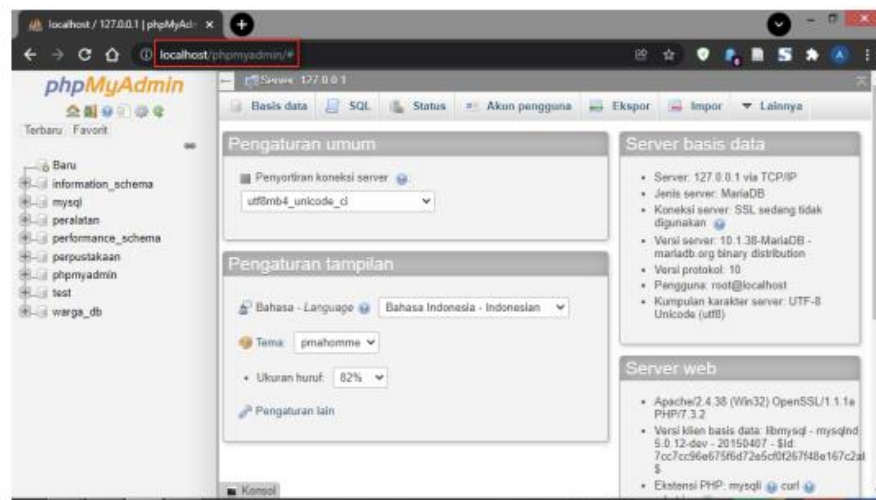 localhost / 127.0.0.1 | phpMyAd
localhost/phpmyadmin/#
phpMyAdmin
Terbaru Favorit
Baru
information_schema
mysql
peralatan
performance_schema
perpustakaan
phpmyadmin
test
warga_db
Server: 127.0.0.1
Basis data SQL Status Akun pengguna Ekspor Impor Lainnya
Pengaturan umum
Penyortiran koneksi server
utf8mb4_unicode_ci
Pengaturan tampilan
Bahasa - Language Bahasa Indonesia - Indonesian
Tema: pmahomme
• Ukuran huruf: 82%
Pengaturan lain
Server basis data
• Server: 127.0.0.1 via TCP/IP
• Jenis server: MariaDB
• Koneksi server: SSL sedang tidak
digunakan
• Versi server: 10.1.38-MariaDB -
mariadb.org binary distribution
• Versi protokol: 10
• Pengguna: root@localhost
• Kumpulan karakter server: UTF-8
Unicode (utf8)
Server web
• Apache/2.4.38 (Win32) OpenSSL/1.1.1a
PHP/7.3.2
• Versi klien basis data: libmysql - mysqlnd
5.0.12-dev - 20150407 - $Id:
7cc7cc96e675f6d72e5cf0f267f48e167c2ab
$
• Ekstensi PHP: mysqli curl
Konsol